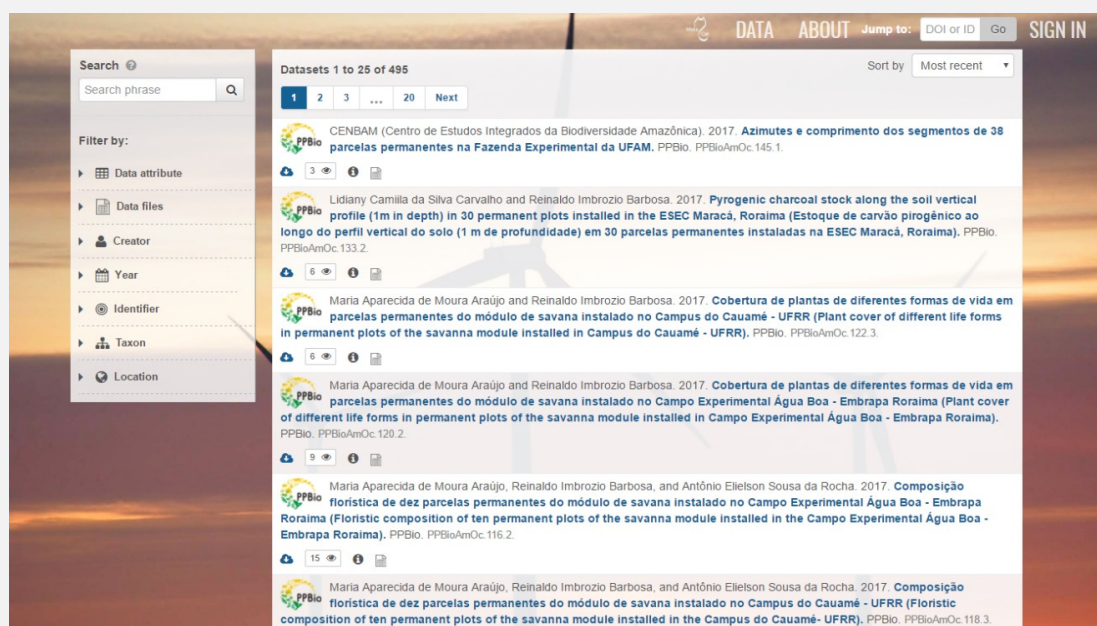 DATA ABOUT Jump to: DOI or ID Go SIGN IN
Search
Search phrase
Filter by:
Data attribute
Data files
Creator
Year
Identifier
Taxon
Location
Datasets 1 to 25 of 495
Sort by Most recent
1 2 3 ... 20 Next
PPBio CENBAM (Centro de Estudos Integrados da Biodiversidade Amazônica). 2017. Azimutes e comprimento dos segmentos de 38
parcelas permanentes na Fazenda Experimental da UFAM. PPBio. PPBioAmOc.145.1.
3
PPBio Lidiany Camiila da Silva Carvalho and Reinaldo Imbrozio Barbosa. 2017. Pyrogenic charcoal stock along the soil vertical
profile (1m in depth) in 30 permanent plots installed in the ESEC Maracá, Roraima (Estoque de carvão pirogênico ao
longo do perfil vertical do solo (1 m de profundidade) em 30 parcelas permanentes instaladas na ESEC Maracá, Roraima). PPBio.
PPBioAmOc.133.2.
6
PPBio Maria Aparecida de Moura Araújo and Reinaldo Imbrozio Barbosa. 2017. Cobertura de plantas de diferentes formas de vida em
parcelas permanentes do módulo de savana instalado no Campus do Cauamé - UFRR (Plant cover of different life forms
in permanent plots of the savanna module installed in Campus do Cauamé - UFRR). PPBio. PPBioAmOc.122.3.
6
PPBio Maria Aparecida de Moura Araújo and Reinaldo Imbrozio Barbosa. 2017. Cobertura de plantas de diferentes formas de vida em
parcelas permanentes do módulo de savana instalado no Campo Experimental Água Boa - Embrapa Roraima (Plant cover
of different life forms in permanent plots of the savanna module installed in Campo Experimental Água Boa - Embrapa Roraima).
PPBio. PPBioAmOc.120.2.
9
PPBio Maria Aparecida de Moura Araújo, Reinaldo Imbrozio Barbosa, and Antônio Elielson Sousa da Rocha. 2017. Composição
florística de dez parcelas permanentes do módulo de savana instalado no Campo Experimental Água Boa - Embrapa
Roraima (Floristic composition of ten permanent plots of the savanna module installed in the Campo Experimental Água Boa -
Embrapa Roraima). PPBio. PPBioAmOc.116.2.
15
PPBio Maria Aparecida de Moura Araújo, Reinaldo Imbrozio Barbosa, and Antônio Elielson Sousa da Rocha. 2017. Composição
florística de dez parcelas permanentes do módulo de savana instalado no Campus do Cauamé - UFRR (Floristic
composition of ten permanent plots of the savanna module installed in the Campus do Cauamé- UFRR). PPBio. PPBioAmOc.118.3.